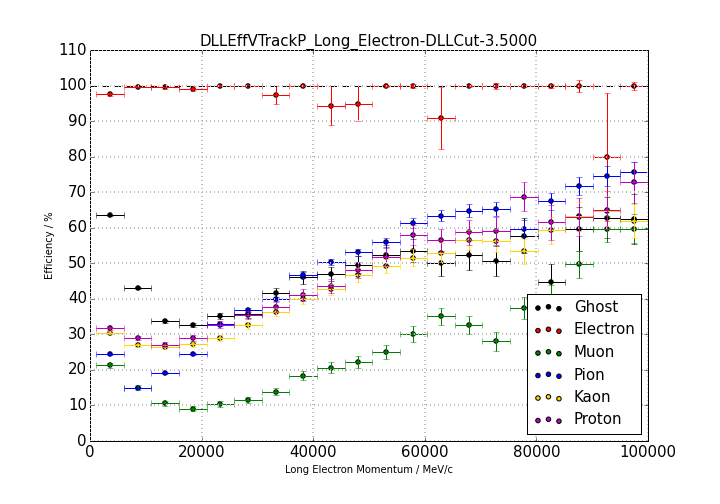 DLLEffVTrackP_Long_Electron-DLLCut-3.5000
110
100
90
80
70
60
50
40
30
20
10
0
Efficiency / %
0 20000 40000 60000 80000 100000
Long Electron Momentum / MeV/c
Ghost
Electron
Muon
Pion
Kaon
Proton